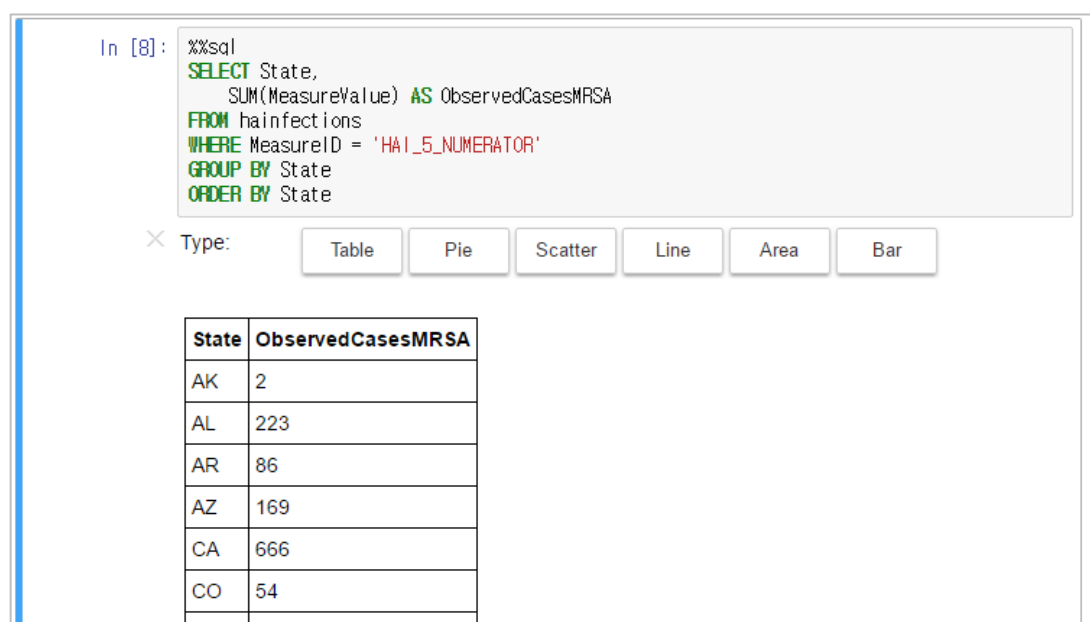 In [8]: %%sql
SELECT State,
SUM(MeasureValue) AS ObservedCasesMRSA
FROM hainfections
WHERE MeasureID = 'HAI_5_NUMERATOR'
GROUP BY State
ORDER BY State
× Type: Table Pie Scatter Line Area Bar
State ObservedCasesMRSA
AK 2
AL 223
AR 86
AZ 169
CA 666
CO 54